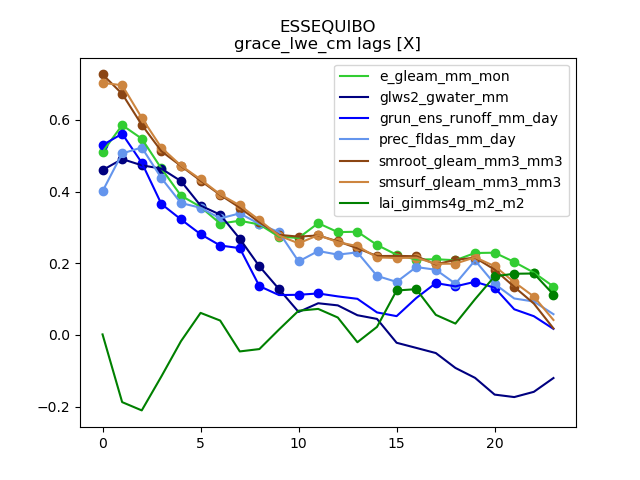 ESSEQUIBO
grace_lwe_cm lags [X]
e_gleam_mm_mon
glws2_gwater_mm
grun_ens_runoff_mm_day
prec_fldas_mm_day
smroot_gleam_mm3_mm3
smsurf_gleam_mm3_mm3
lai_gimms4g_m2_m2
0.6
0.4
0.2
0.0
−0.2
0 5 10 15 20